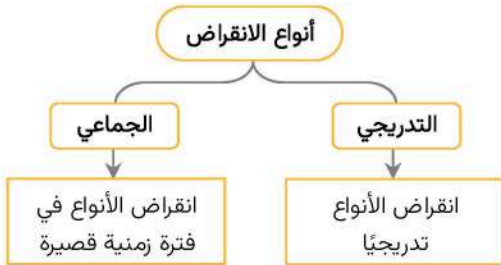 أنواع الانقراض
التدريجي
الجماعي
انقراض الأنواع
تدريجيًا
انقراض الأنواع في
فترة زمنية قصيرة